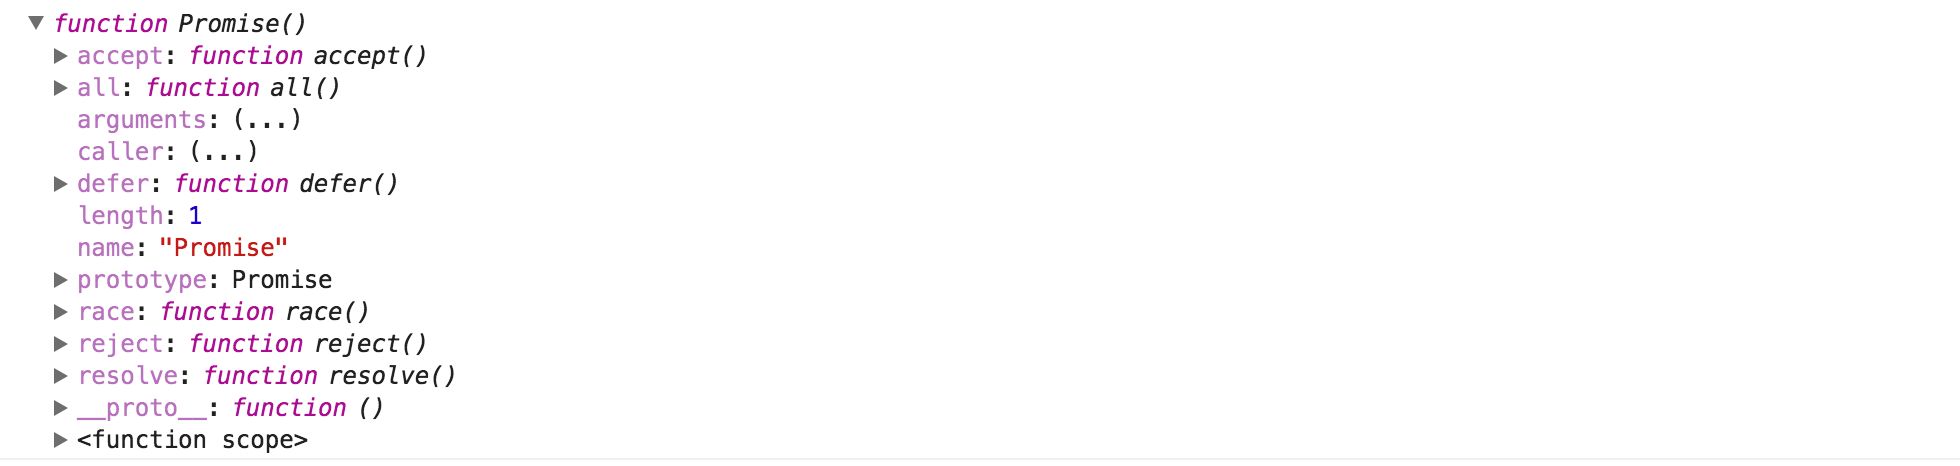 function Promise()
accept: function accept()
all: function all()
arguments: (...)
caller: (...)
defer: function defer()
length: 1
name: "Promise"
prototype: Promise
race: function race()
reject: function reject()
resolve: function resolve()
__proto__: function ()
<function scope>